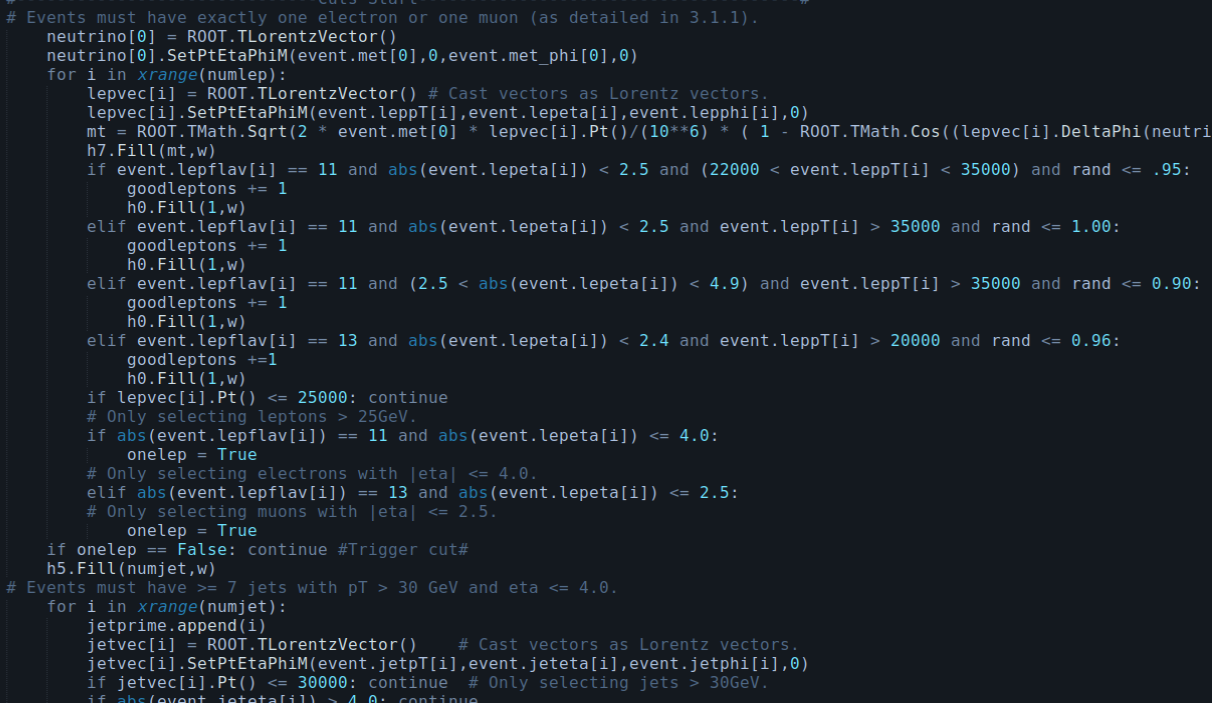 #------------------------------Cuts Start--------------------------------------#
# Events must have exactly one electron or one muon (as detailed in 3.1.1).
    neutrino[0] = ROOT.TLorentzVector()
    neutrino[0].SetPtEtaPhiM(event.met[0],0,event.met_phi[0],0)
    for i in xrange(numlep):
        lepvec[i] = ROOT.TLorentzVector() # Cast vectors as Lorentz vectors.
        lepvec[i].SetPtEtaPhiM(event.leppT[i],event.lepeta[i],event.lepphi[i],0)
        mt = ROOT.TMath.Sqrt(2 * event.met[0] * lepvec[i].Pt()/(10**6) * ( 1 - ROOT.TMath.Cos((lepvec[i].DeltaPhi(neutri
        h7.Fill(mt,w)
        if event.lepflav[i] == 11 and abs(event.lepeta[i]) < 2.5 and (22000 < event.leppT[i] < 35000) and rand <= .95:
            goodleptons += 1
            h0.Fill(1,w)
        elif event.lepflav[i] == 11 and abs(event.lepeta[i]) < 2.5 and event.leppT[i] > 35000 and rand <= 1.00:
            goodleptons += 1
            h0.Fill(1,w)
        elif event.lepflav[i] == 11 and (2.5 < abs(event.lepeta[i]) < 4.9) and event.leppT[i] > 35000 and rand <= 0.90:
            goodleptons += 1
            h0.Fill(1,w)
        elif event.lepflav[i] == 13 and abs(event.lepeta[i]) < 2.4 and event.leppT[i] > 20000 and rand <= 0.96:
            goodleptons +=1
            h0.Fill(1,w)
        if lepvec[i].Pt() <= 25000: continue
        # Only selecting leptons > 25GeV.
        if abs(event.lepflav[i]) == 11 and abs(event.lepeta[i]) <= 4.0:
            onelep = True
        # Only selecting electrons with |eta| <= 4.0.
        elif abs(event.lepflav[i]) == 13 and abs(event.lepeta[i]) <= 2.5:
        # Only selecting muons with |eta| <= 2.5.
            onelep = True
    if onelep == False: continue #Trigger cut#
    h5.Fill(numjet,w)
# Events must have >= 7 jets with pT > 30 GeV and eta <= 4.0.
    for i in xrange(numjet):
        jetprime.append(i)
        jetvec[i] = ROOT.TLorentzVector()    # Cast vectors as Lorentz vectors.
        jetvec[i].SetPtEtaPhiM(event.jetpT[i],event.jeteta[i],event.jetphi[i],0)
        if jetvec[i].Pt() <= 30000: continue  # Only selecting jets > 30GeV.
        if abs(event.jeteta[i]) > 4.0: continue